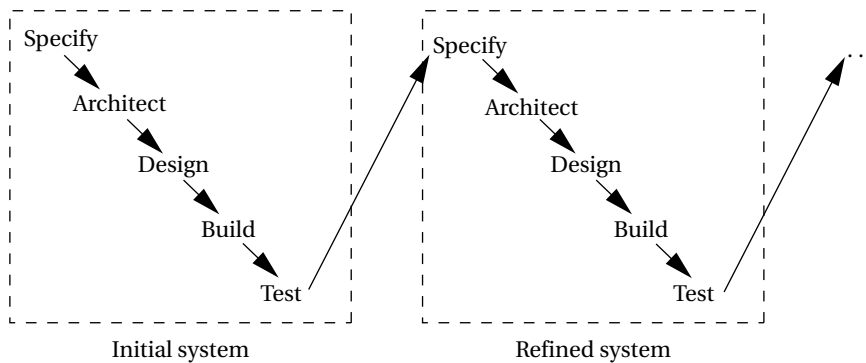 Specify
Architect
Design
Build
Test
Initial system
Specify
Architect
Design
Build
Test
Refined system
. .